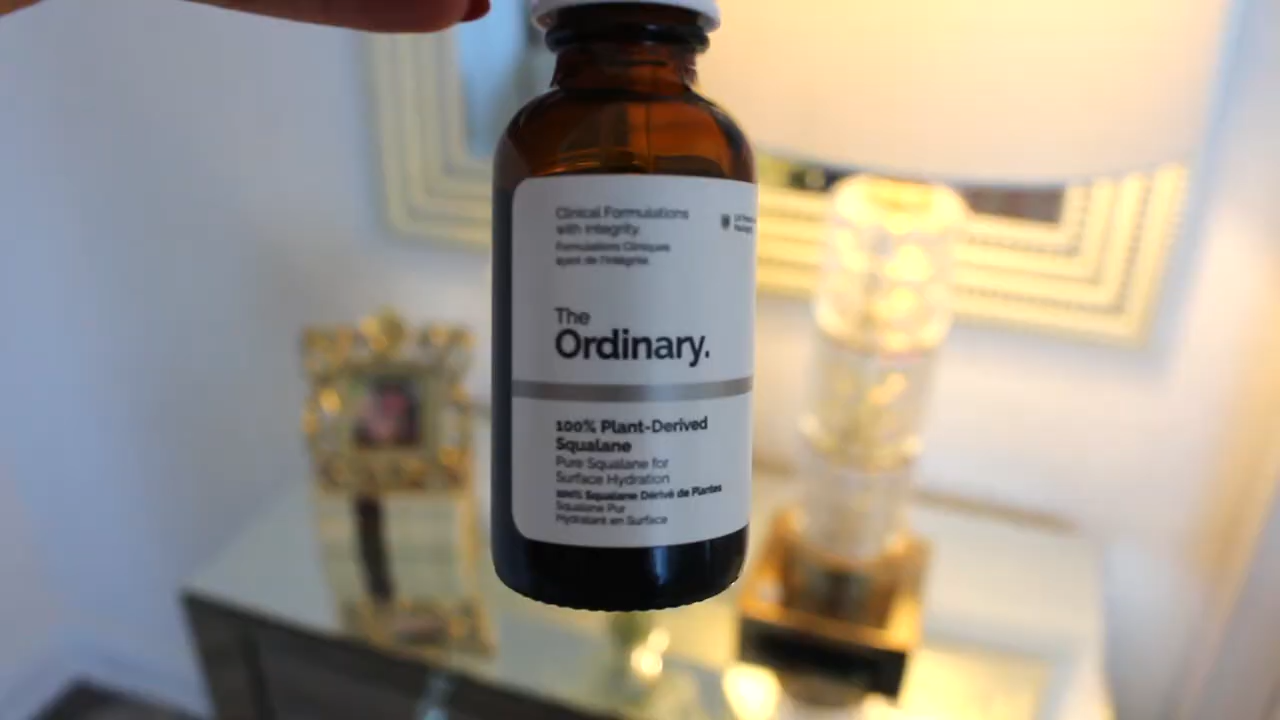 Clinical Formulations
with Integrity.
Formulations Cliniques
ayant de l'Intégrité.
The
Ordinary.
100% Plant-Derived
Squalane
Pure Squalane for
Surface Hydration
100% Squalane Dérivé de Plantes
Squalane Pur
Hydratant en Surface